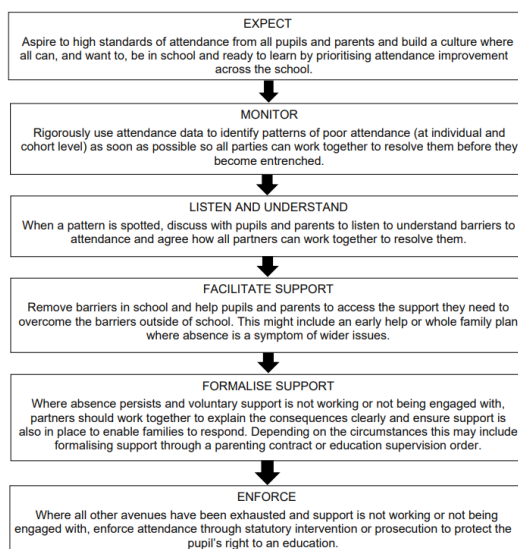 EXPECT
Aspire to high standards of attendance from all pupils and parents and build a culture where
all can, and want to, be in school and ready to learn by prioritising attendance improvement
across the school.
MONITOR
Rigorously use attendance data to identify patterns of poor attendance (at individual and
cohort level) as soon as possible so all parties can work together to resolve them before they
become entrenched.
LISTEN AND UNDERSTAND
When a pattern is spotted, discuss with pupils and parents to listen to understand barriers to
attendance and agree how all partners can work together to resolve them.
FACILITATE SUPPORT
Remove barriers in school and help pupils and parents to access the support they need to
overcome the barriers outside of school. This might include an early help or whole family plan
where absence is a symptom of wider issues.
FORMALISE SUPPORT
Where absence persists and voluntary support is not working or not being engaged with,
partners should work together to explain the consequences clearly and ensure support is
also in place to enable families to respond. Depending on the circumstances this may include
formalising support through a parenting contract or education supervision order.
ENFORCE
Where all other avenues have been exhausted and support is not working or not being
engaged with, enforce attendance through statutory intervention or prosecution to protect the
pupil's right to an education.